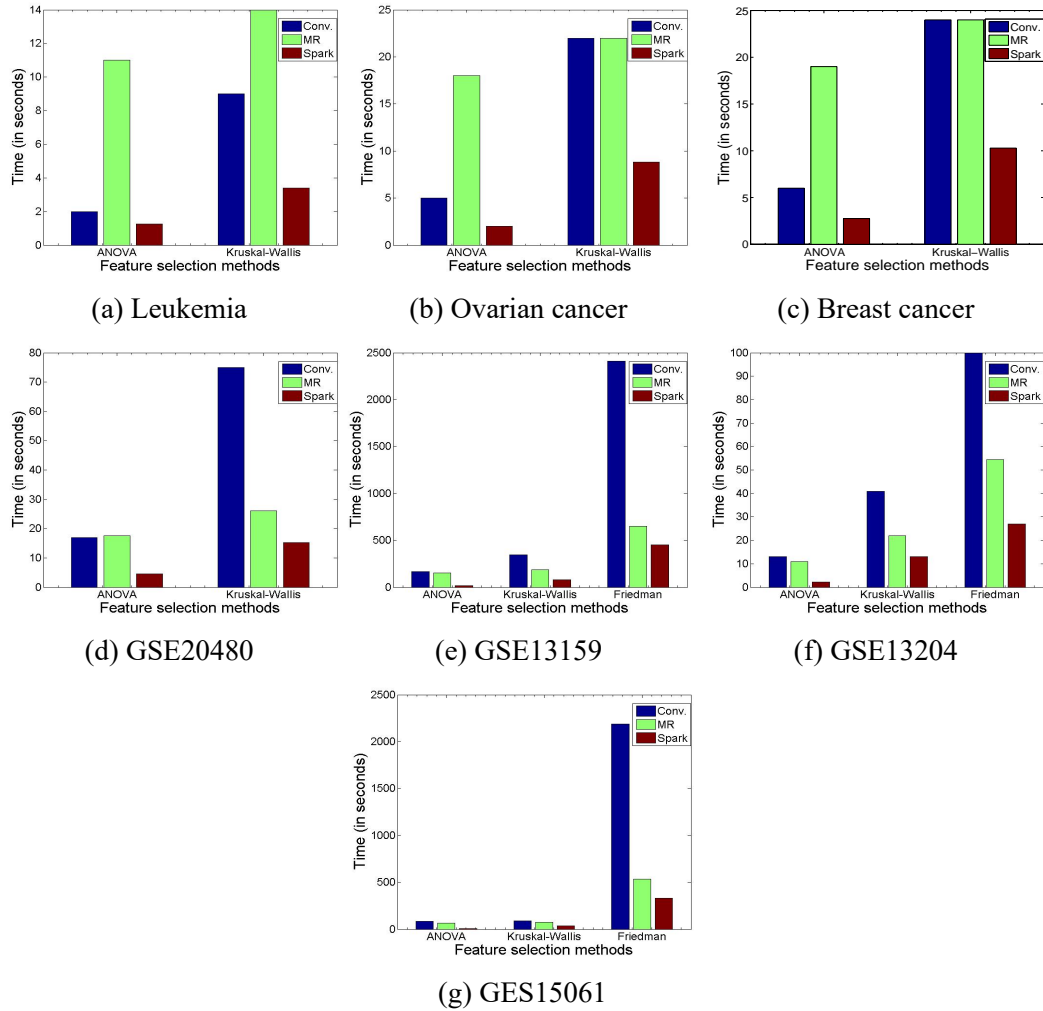 14
12
10
8
6
4
2
0
Time (in seconds)
Conv.
MR
Spark
ANOVA Kruskal-Wallis
Feature selection methods
(a) Leukemia
25
20
15
10
5
0
Time (in seconds)
Conv.
MR
Spark
ANOVA Kruskal-Wallis
Feature selection methods
(b) Ovarian cancer
25
20
15
10
5
0
Time (in seconds)
Conv.
MR
Spark
ANOVA Kruskal–Wallis
Feature selection methods
(c) Breast cancer
80
70
60
50
40
30
20
10
0
Time (in seconds)
Conv.
MR
Spark
ANOVA Kruskal-Wallis
Feature selection methods
(d) GSE20480
2500
2000
1500
1000
500
0
Time (in seconds)
Conv.
MR
Spark
ANOVA Kruskal-Wallis Friedman
Feature selection methods
(e) GSE13159
100
90
80
70
60
50
40
30
20
10
0
Time (in seconds)
Conv.
MR
Spark
ANOVA Kruskal-Wallis Friedman
Feature selection methods
(f) GSE13204
2500
2000
1500
1000
500
0
Time (in seconds)
Conv.
MR
Spark
ANOVA Kruskal-Wallis Friedman
Feature selection methods
(g) GES15061